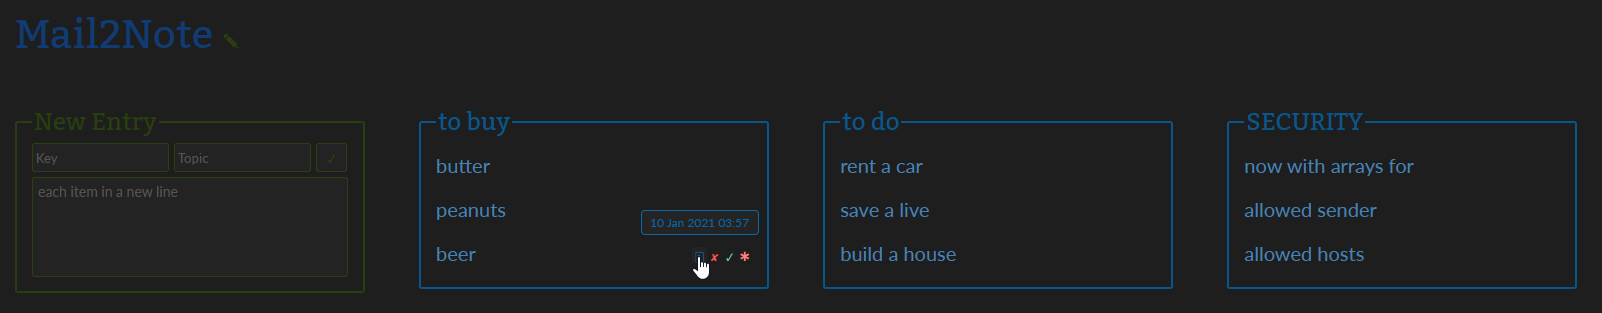 Mail2Note
New Entry
Key
Topic
each item in a new line
to buy
butter
peanuts
10 Jan 2021 03:57
beer
to do
rent a car
save a live
build a house
SECURITY
now with arrays for
allowed sender
allowed hosts